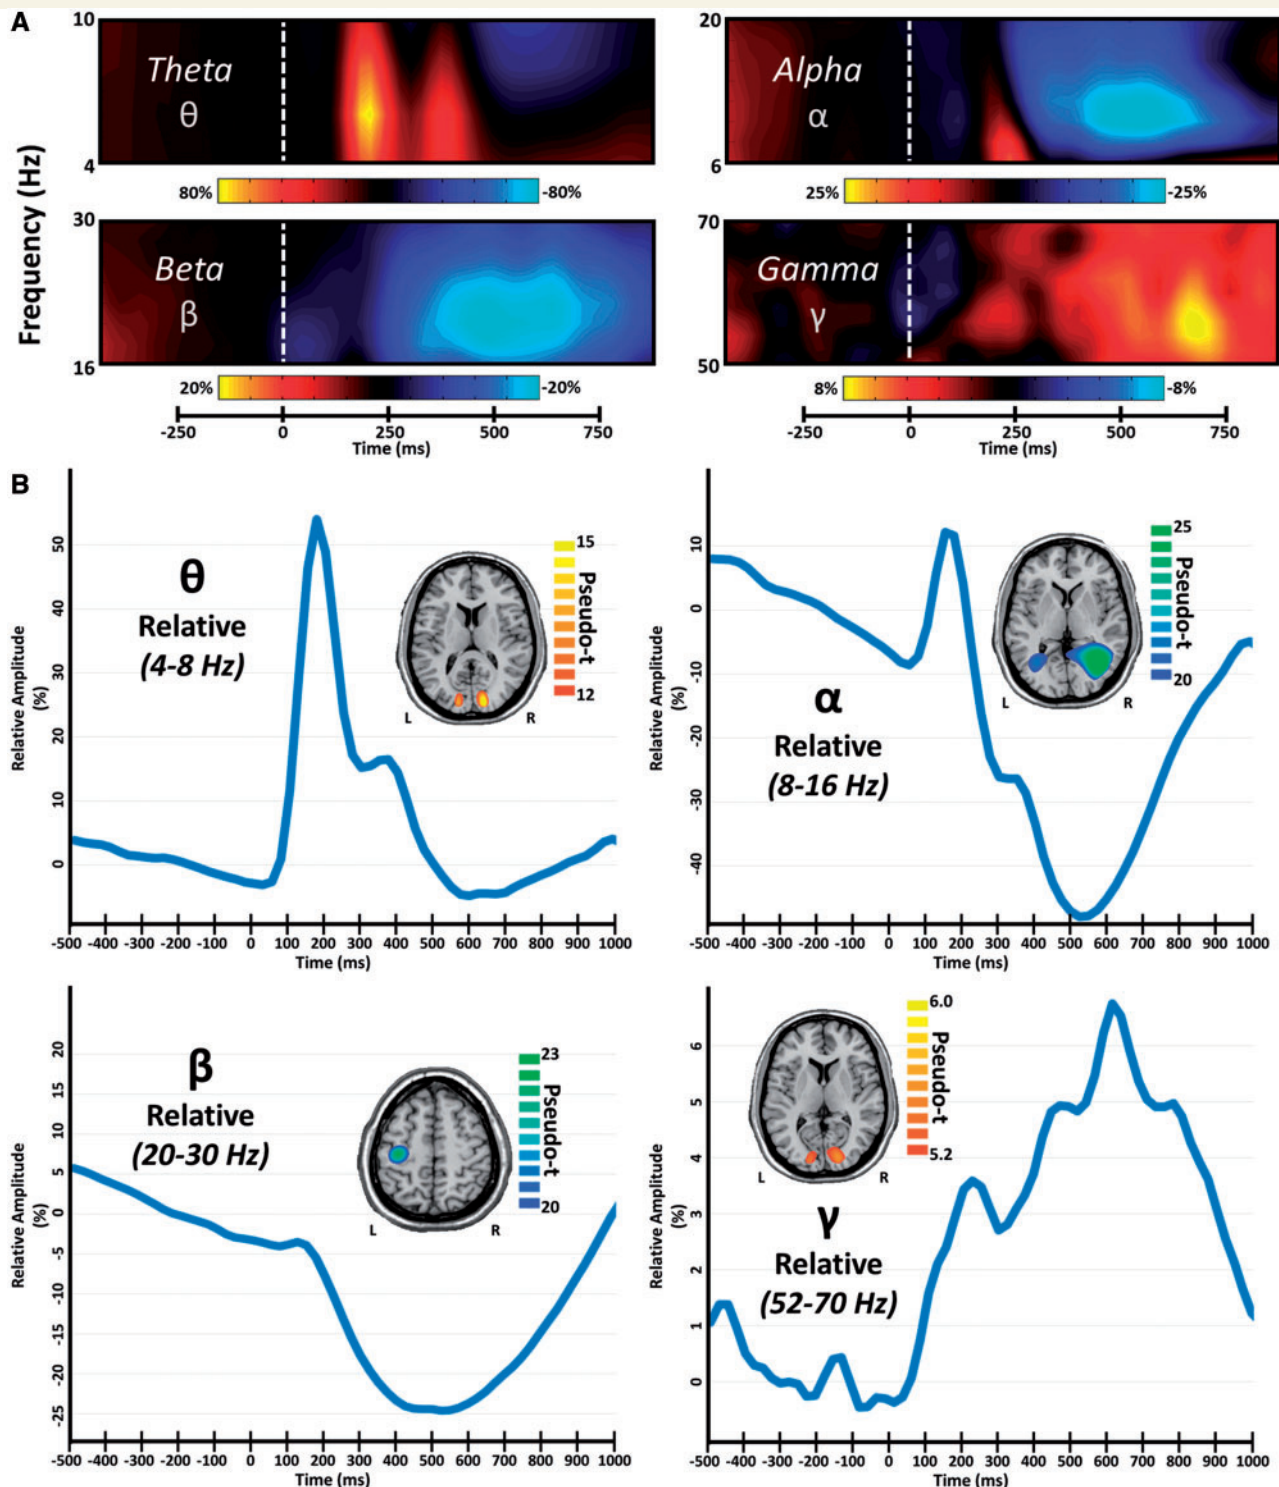 A
Frequency (Hz)
10
Theta
θ
4
80%
-80%
20
Alpha
α
6
25%
-25%
30
Beta
β
16
20%
-20%
-250
0
250
500
750
Time (ms)
70
Gamma
γ
50
8%
-8%
-250
0
250
500
750
Time (ms)
B
Relative Amplitude
(%)
50
40
30
20
10
0
θ
Relative
(4-8 Hz)
15
Pseudo-t
12
L
R
-500 -400 -300 -200 -100 0 100 200 300 400 500 600 700 800 900 1000
Time (ms)
Relative Amplitude
(%)
10
0
-10
-20
-30
-40
α
Relative
(8-16 Hz)
25
Pseudo-t
20
L
R
-500 -400 -300 -200 -100 0 100 200 300 400 500 600 700 800 900 1000
Time (ms)
Relative Amplitude
(%)
20
15
10
5
0
-5
-10
-15
-20
-25
β
Relative
(20-30 Hz)
23
Pseudo-t
20
L
R
-500 -400 -300 -200 -100 0 100 200 300 400 500 600 700 800 900 1000
Time (ms)
Relative Amplitude
(%)
6
5
4
3
2
1
0
6.0
Pseudo-t
5.2
L
R
γ
Relative
(52-70 Hz)
-500 -400 -300 -200 -100 0 100 200 300 400 500 600 700 800 900 1000
Time (ms)